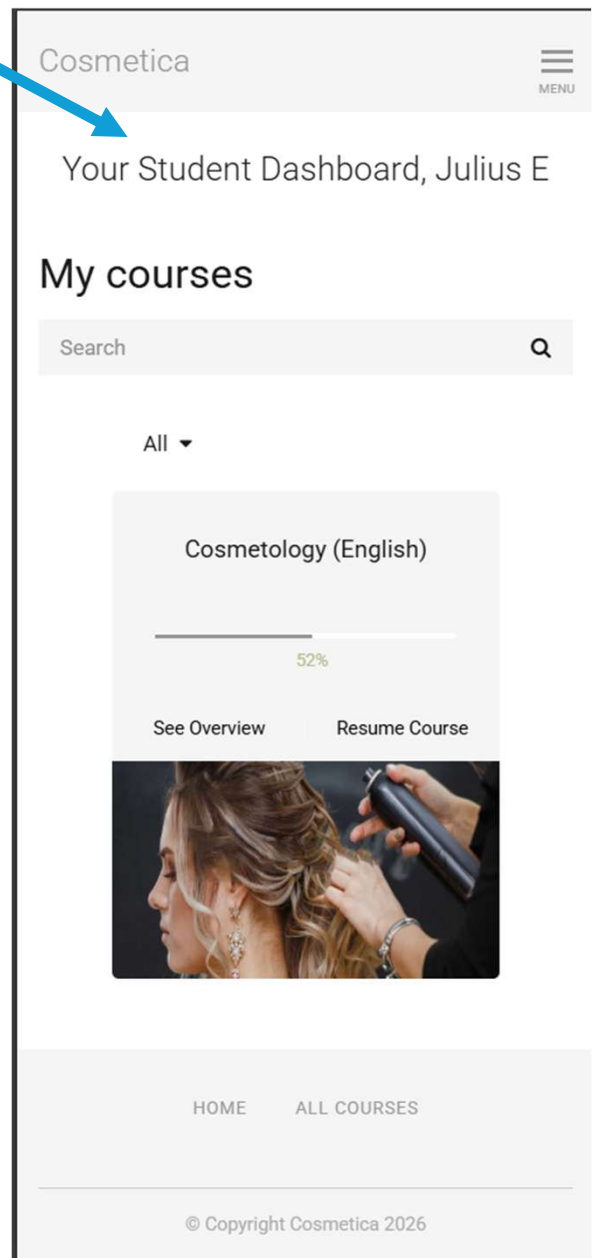 Cosmetica
MENU
Your Student Dashboard, Julius E
My courses
Search
All
Cosmetology (English)
52%
See Overview Resume Course
HOME ALL COURSES
© Copyright Cosmetica 2026